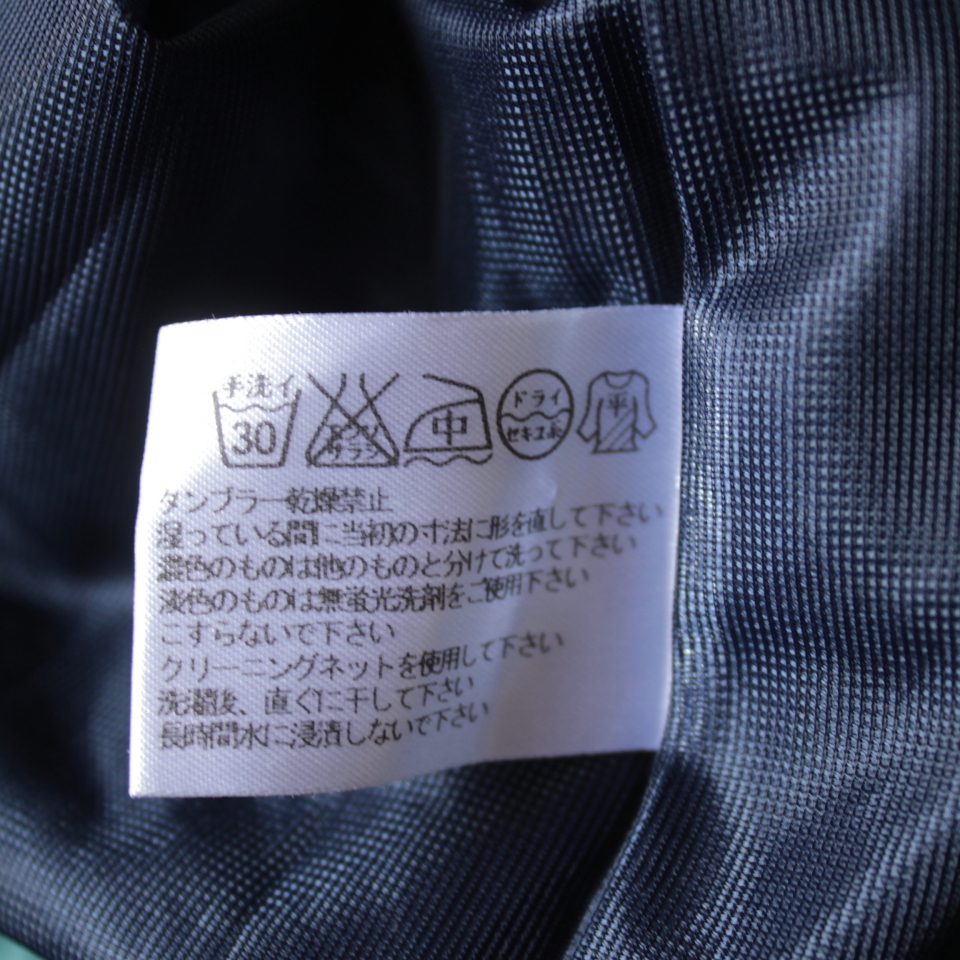 手洗イ 30 エンソ サラシ 中 ドライ セキユ系 平
タンブラー乾燥禁止
湿っている間に当初の寸法に形を直して下さい
濃色のものは他のものと分けて洗って下さい
淡色のものは無蛍光洗剤をご使用下さい
こすらないで下さい
クリーニングネットを使用して下さい
洗濯後、直ぐに干して下さい
長時間水に浸漬しないで下さい